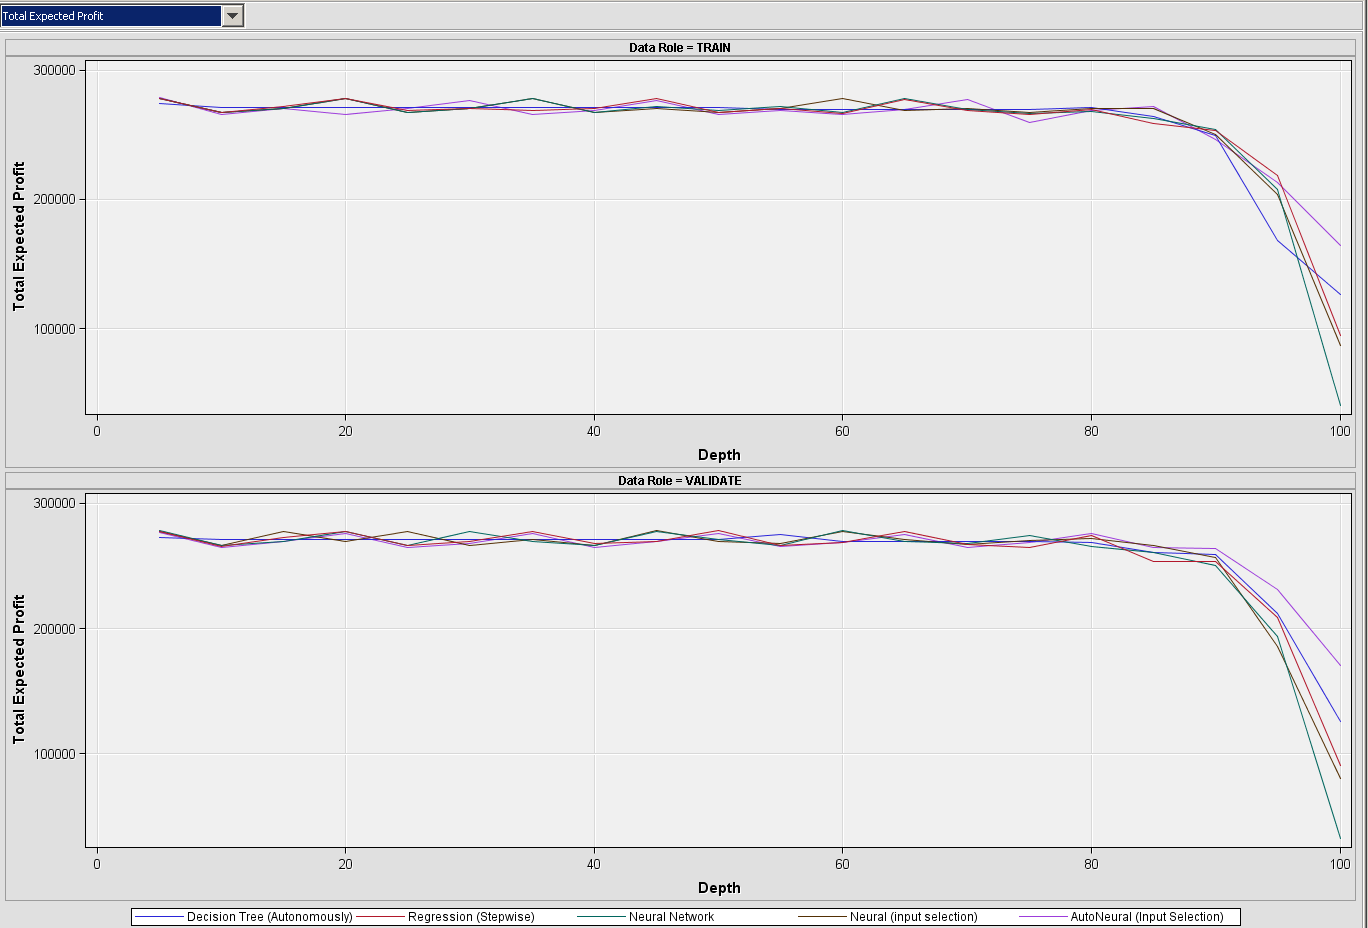 Total Expected Profit
Data Role = TRAIN
300000
200000
100000
Total Expected Profit
0 20 40 60 80 100
Depth
Data Role = VALIDATE
300000
200000
100000
Total Expected Profit
0 20 40 60 80 100
Depth
Decision Tree (Autonomously) Regression (Stepwise) Neural Network Neural (input selection) AutoNeural (Input Selection)